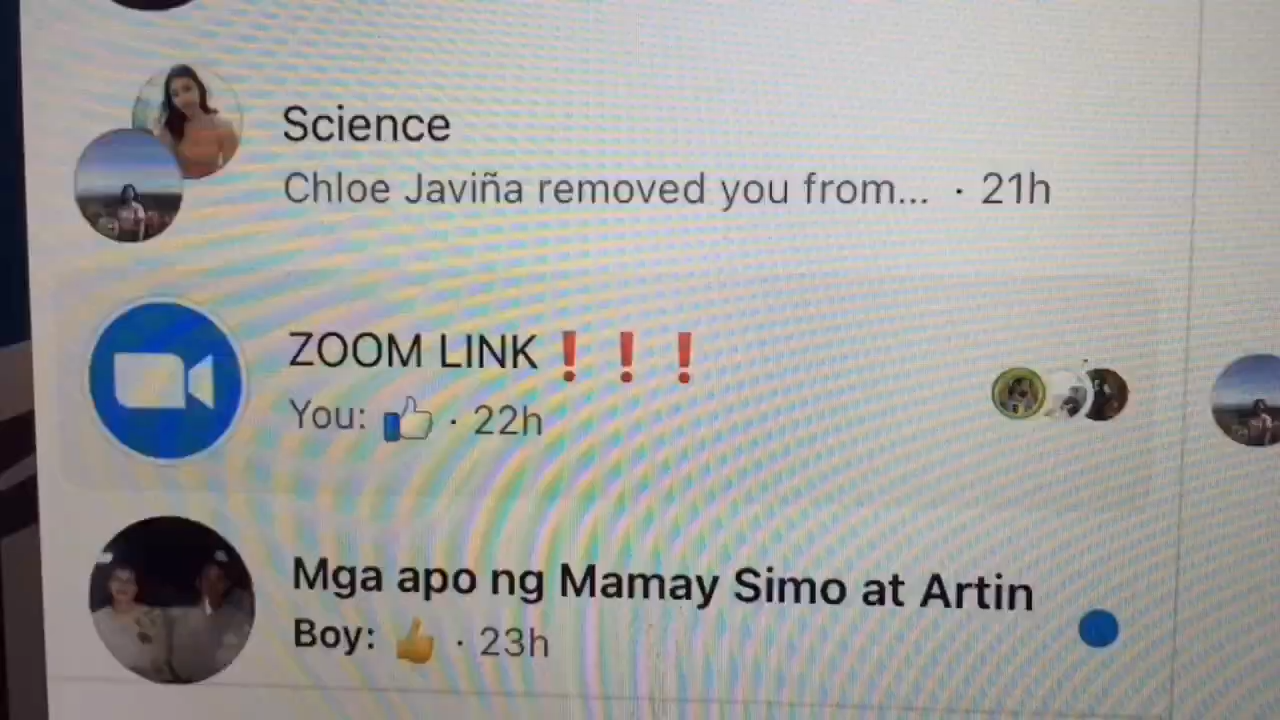 Science
Chloe Javiña removed you from... · 21h
ZOOM LINK❗❗❗
You: 👍 · 22h
Mga apo ng Mamay Simo at Artin
Boy: 👍 · 23h